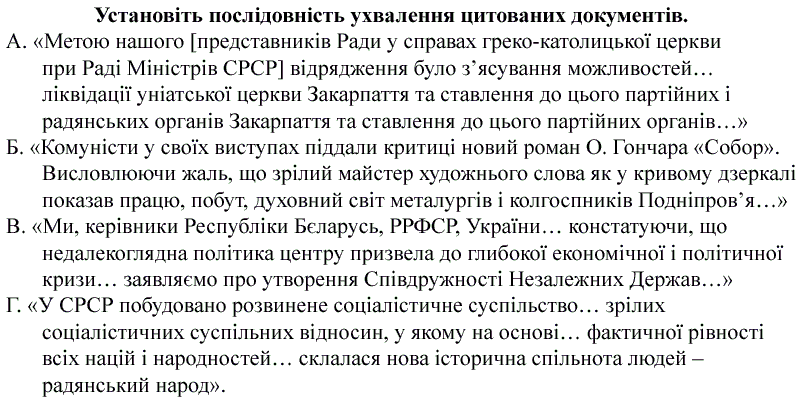 Установіть послідовність ухвалення цитованих документів.
А. «Метою нашого [представників Ради у справах греко-католицької церкви
при Раді Міністрів СРСР] відрядження було з’ясування можливостей…
ліквідації уніатської церкви Закарпаття та ставлення до цього партійних і
радянських органів Закарпаття та ставлення до цього партійних органів…»
Б. «Комуністи у своїх виступах піддали критиці новий роман О. Гончара «Собор».
Висловлюючи жаль, що зрілий майстер художнього слова як у кривому дзеркалі
показав працю, побут, духовний світ металургів і колгоспників Подніпров’я…»
В. «Ми, керівники Республіки Бєларусь, РРФСР, України… констатуючи, що
недалекоглядна політика центру призвела до глибокої економічної і політичної
кризи… заявляємо про утворення Співдружності Незалежних Держав…»
Г. «У СРСР побудовано розвинене соціалістичне суспільство… зрілих
соціалістичних суспільних відносин, у якому на основі… фактичної рівності
всіх націй і народностей… склалася нова історична спільнота людей –
радянський народ».